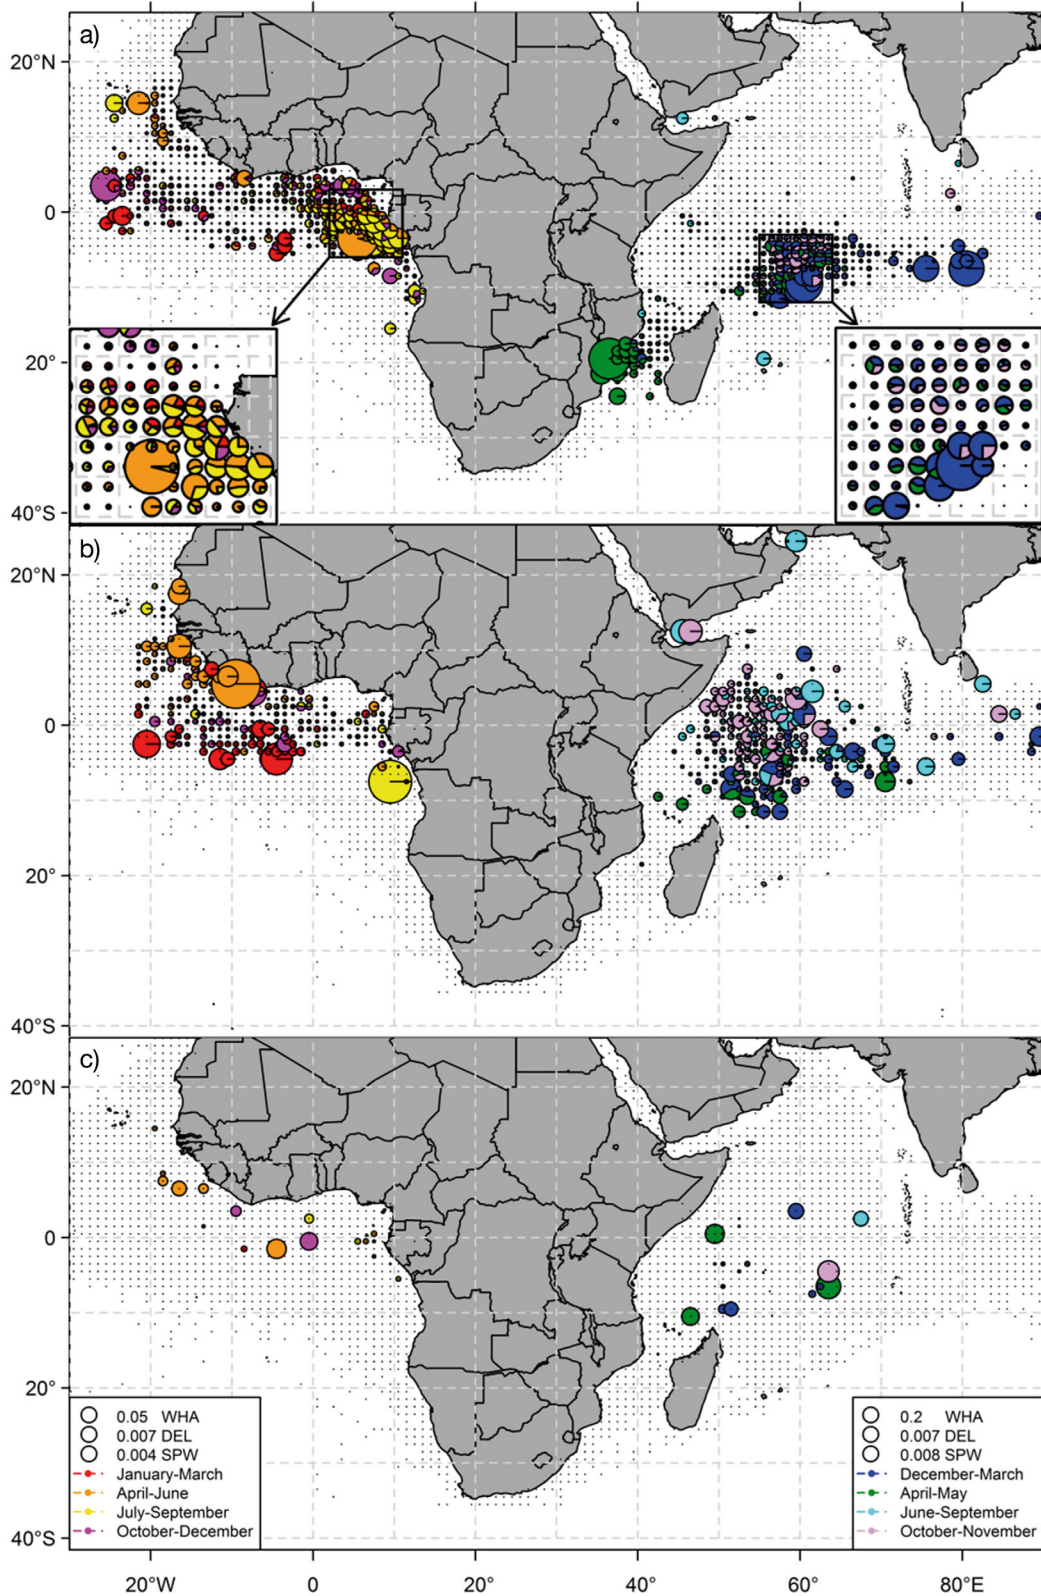 a)
20°N
0
20°
40°S
b)
20°N
0
20°
40°S
c)
20°N
0
20°
40°S
0.05 WHA
0.007 DEL
0.004 SPW
January-March
April-June
July-September
October-December
0.2 WHA
0.007 DEL
0.008 SPW
December-March
April-May
June-September
October-November
20°W
0
20°
40°
60°
80°E